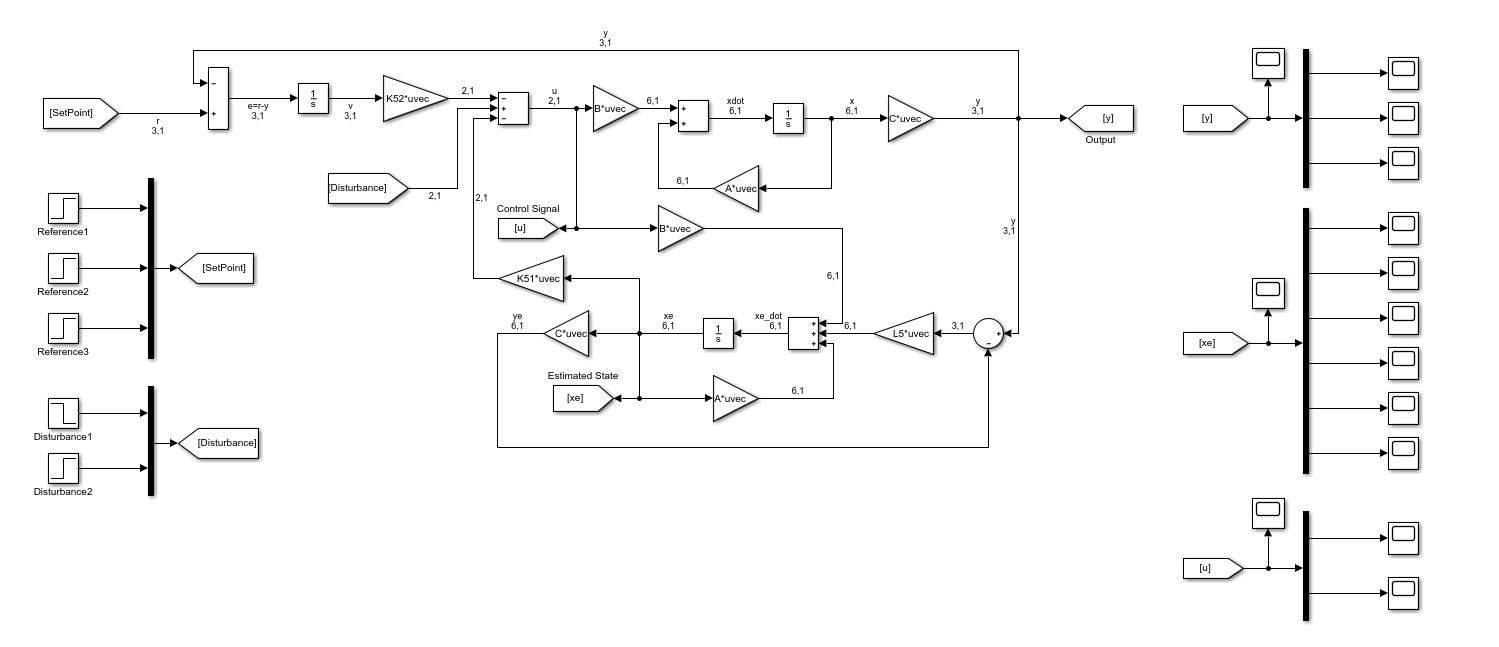 y
3,1
[SetPoint]
r
3,1
−
+
e=r-y
3,1
1
s
v
3,1
K52*uvec
2,1
−
+
−
u
2,1
B*uvec
6,1
+
+
xdot
6,1
1
s
x
6,1
C*uvec
y
3,1
[y]
Output
[Disturbance]
2,1
2,1
6,1
A*uvec
Control Signal
[u]
B*uvec
6,1
y
3,1
K51*uvec
ye
6,1
C*uvec
xe
6,1
1
s
xe_dot
6,1
+
+
+
6,1
L5*uvec
3,1
+
−
Estimated State
[xe]
A*uvec
6,1
Reference1
Reference2
Reference3
[SetPoint]
Disturbance1
Disturbance2
[Disturbance]
[y]
[xe]
[u]